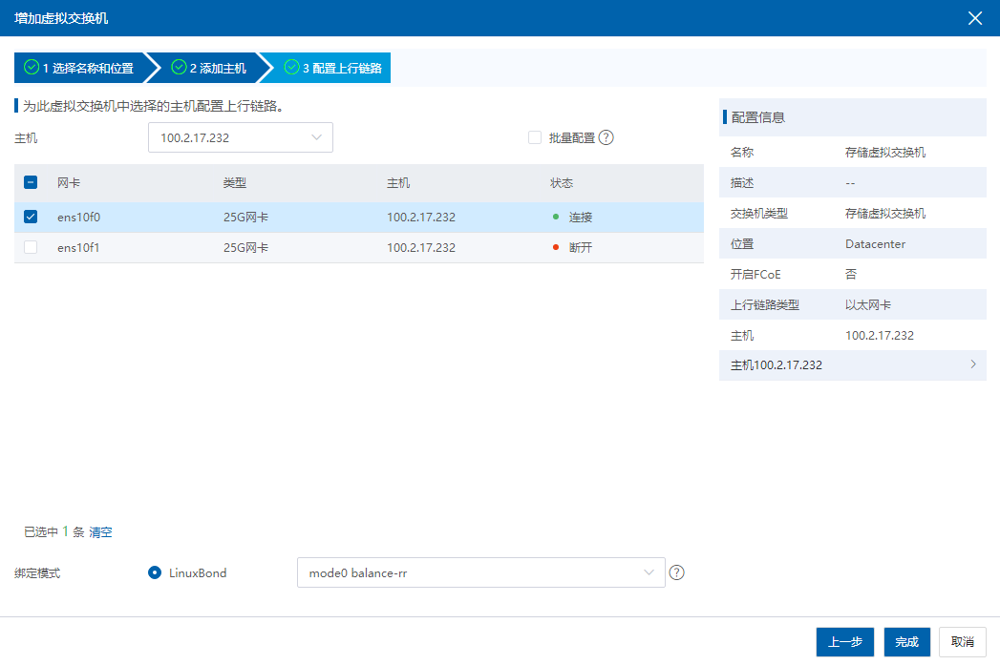 增加虚拟交换机
1 选择名称和位置 2 添加主机 3 配置上行链路
为此虚拟交换机中选择的主机配置上行链路。
主机 100.2.17.232 批量配置 ?
网卡 类型 主机 状态
ens10f0 25G网卡 100.2.17.232 连接
ens10f1 25G网卡 100.2.17.232 断开
已选中 1 条 清空
绑定模式 LinuxBond mode0 balance-rr ?
配置信息
名称 存储虚拟交换机
描述 --
交换机类型 存储虚拟交换机
位置 Datacenter
开启FCoE 否
上行链路类型 以太网卡
主机 100.2.17.232
主机100.2.17.232
上一步 完成 取消